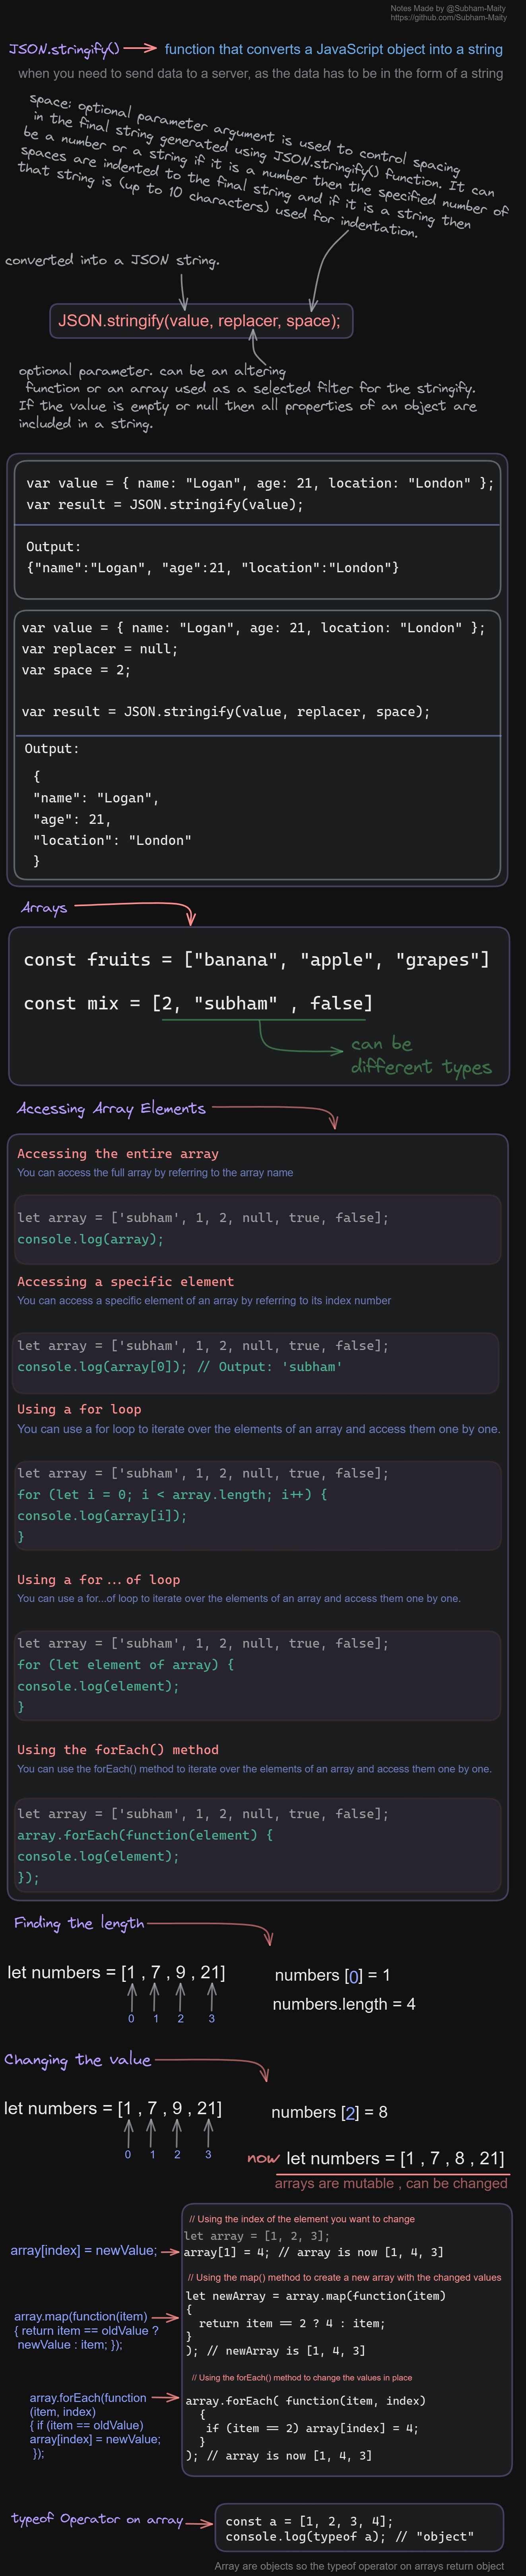 Notes Made by @Subham-Maity
https://github.com/Subham-Maity
JSON.stringify()
function that converts a JavaScript object into a string
when you need to send data to a server, as the data has to be in the form of a string
space: optional parameter argument is used to control spacing
in the final string generated using JSON.stringify() function. It can
be a number or a string if it is a number then the specified number of
spaces are indented to the final string and if it is a string then
that string is (up to 10 characters) used for indentation.
converted into a JSON string.
JSON.stringify(value, replacer, space);
optional parameter. can be an altering
function or an array used as a selected filter for the stringify.
If the value is empty or null then all properties of an object are
included in a string.
var value = { name: "Logan", age: 21, location: "London" };
var result = JSON.stringify(value);
Output:
{"name":"Logan", "age":21, "location":"London"}
var value = { name: "Logan", age: 21, location: "London" };
var replacer = null;
var space = 2;
var result = JSON.stringify(value, replacer, space);
Output:
{
"name": "Logan",
"age": 21,
"location": "London"
}
Arrays
const fruits = ["banana", "apple", "grapes"]
const mix = [2, "subham" , false]
can be
different types
Accessing Array Elements
Accessing the entire array
You can access the full array by referring to the array name
let array = ['subham', 1, 2, null, true, false];
console.log(array);
Accessing a specific element
You can access a specific element of an array by referring to its index number
let array = ['subham', 1, 2, null, true, false];
console.log(array[0]); // Output: 'subham'
Using a for loop
You can use a for loop to iterate over the elements of an array and access them one by one.
let array = ['subham', 1, 2, null, true, false];
for (let i = 0; i < array.length; i++) {
console.log(array[i]);
}
Using a for...of loop
You can use a for...of loop to iterate over the elements of an array and access them one by one.
let array = ['subham', 1, 2, null, true, false];
for (let element of array) {
console.log(element);
}
Using the forEach() method
You can use the forEach() method to iterate over the elements of an array and access them one by one.
let array = ['subham', 1, 2, null, true, false];
array.forEach(function(element) {
console.log(element);
});
Finding the length
let numbers = [1 , 7 , 9 , 21]
0 1 2 3
numbers [0] = 1
numbers.length = 4
Changing the value
let numbers = [1 , 7 , 9 , 21]
0 1 2 3
numbers [2] = 8
now let numbers = [1 , 7 , 8 , 21]
arrays are mutable , can be changed
array[index] = newValue;
// Using the index of the element you want to change
let array = [1, 2, 3];
array[1] = 4; // array is now [1, 4, 3]
array.map(function(item)
{ return item == oldValue ?
newValue : item; });
// Using the map() method to create a new array with the changed values
let newArray = array.map(function(item)
{
return item == 2 ? 4 : item;
}
); // newArray is [1, 4, 3]
array.forEach(function
(item, index)
{ if (item == oldValue)
array[index] = newValue;
});
// Using the forEach() method to change the values in place
array.forEach( function(item, index)
{
if (item == 2) array[index] = 4;
}
); // array is now [1, 4, 3]
typeof Operator on array
const a = [1, 2, 3, 4];
console.log(typeof a); // "object"
Array are objects so the typeof operator on arrays return object